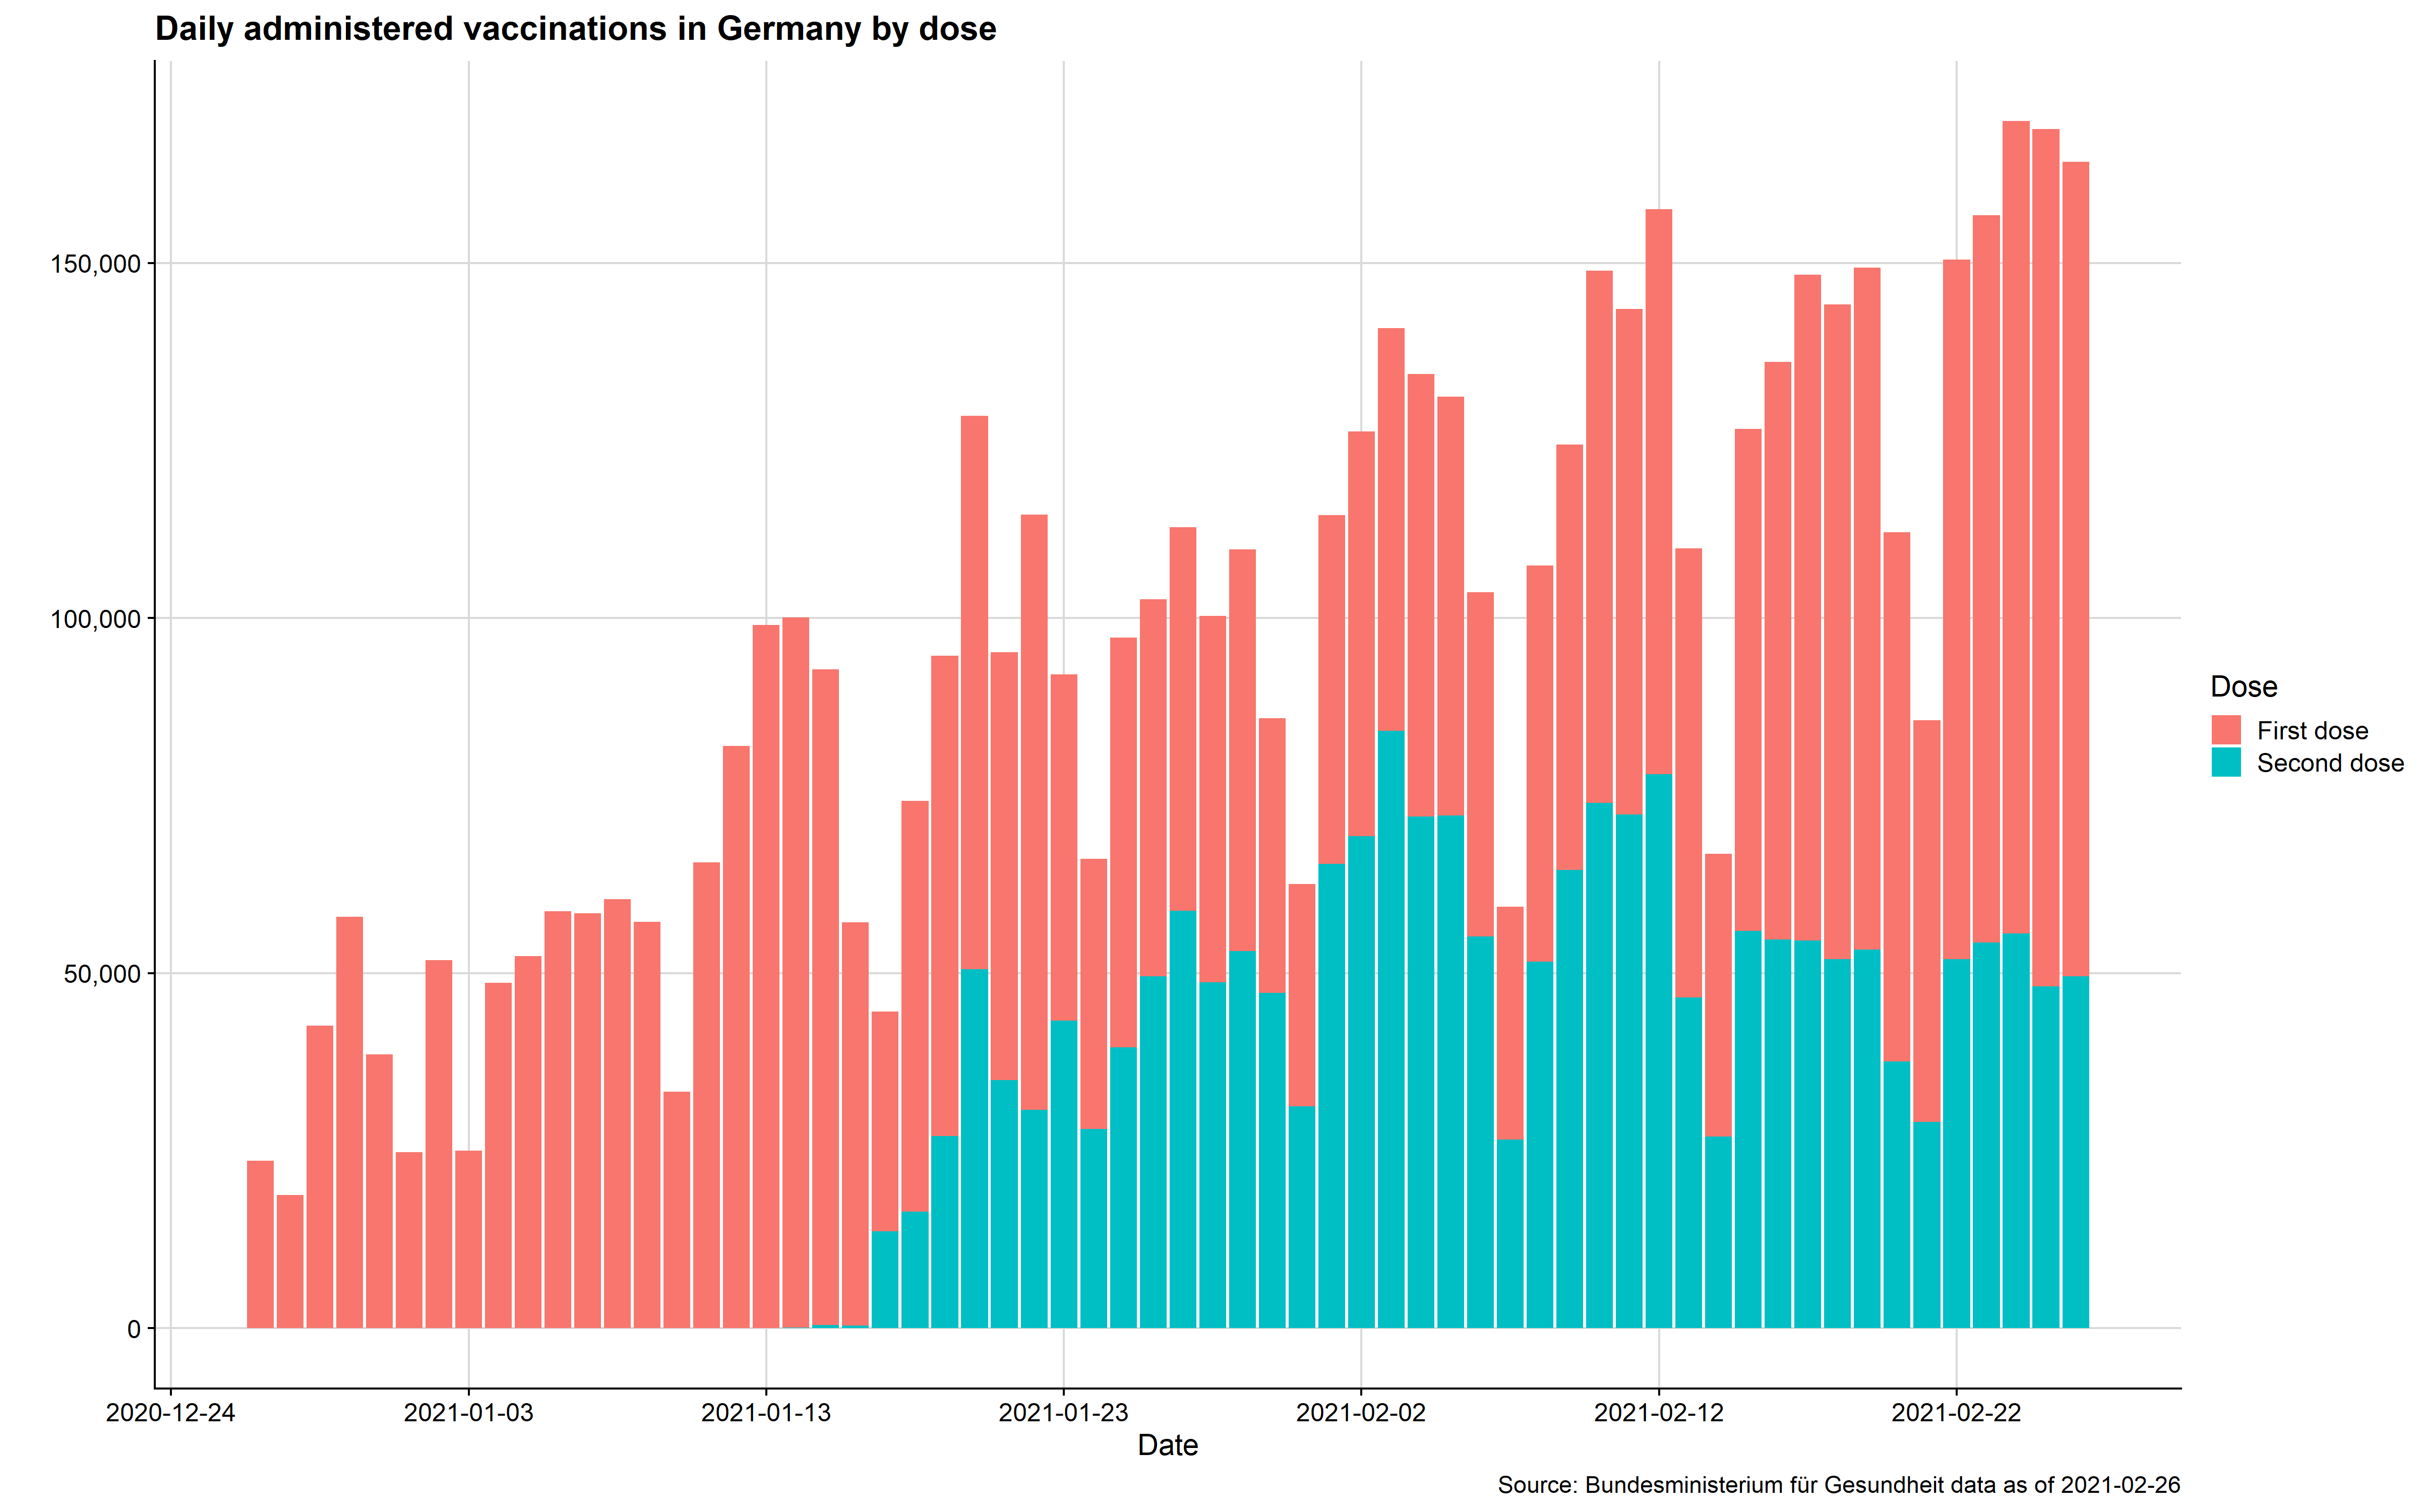 Daily administered vaccinations in Germany by dose
150,000
100,000
50,000
0
2020-12-24 2021-01-03 2021-01-13 2021-01-23 2021-02-02 2021-02-12 2021-02-22
Date
Dose
First dose
Second dose
Source: Bundesministerium für Gesundheit data as of 2021-02-26